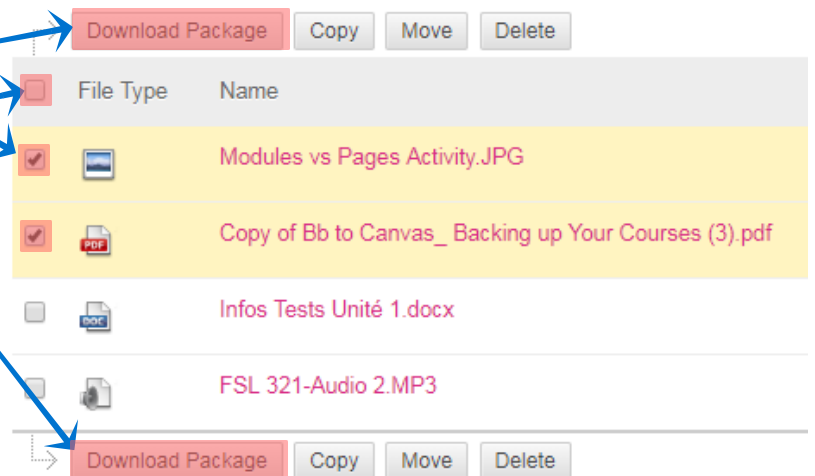 Download Package Copy Move Delete
File Type Name
Modules vs Pages Activity.JPG
PDF Copy of Bb to Canvas_ Backing up Your Courses (3).pdf
DOC Infos Tests Unité 1.docx
FSL 321-Audio 2.MP3
Download Package Copy Move Delete